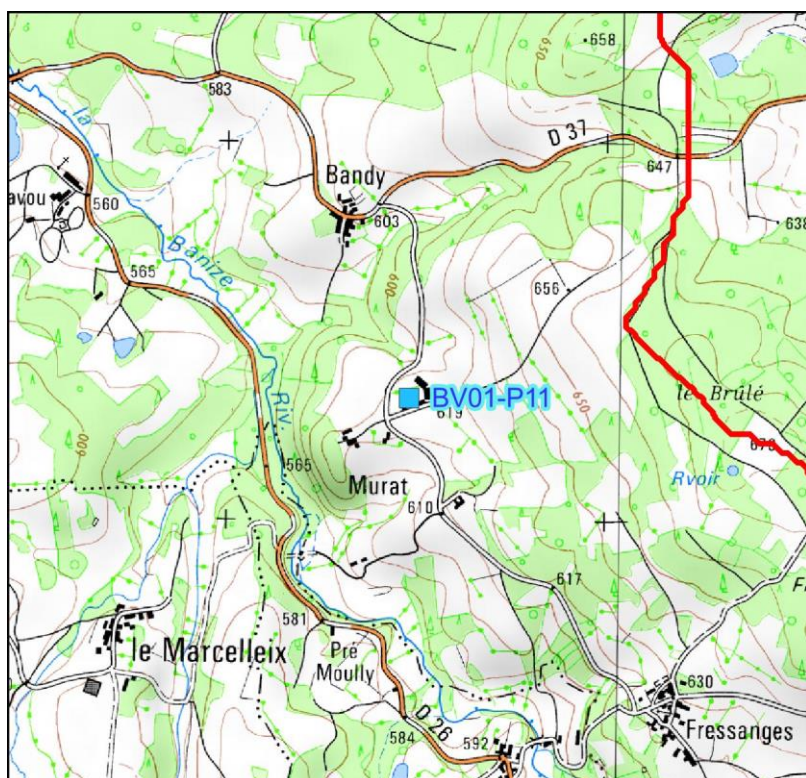 650
658
583
la
D 37
647
Bandy
603
638
avou
560
Banize
565
600
656
650
BV01-P11
619
le Brûlé
Riv.
600
565
670
Rvoir
Murat
610
617
581
le Marcelleix
Pré
Moully
F
630
D 26
584
592
Fressanges